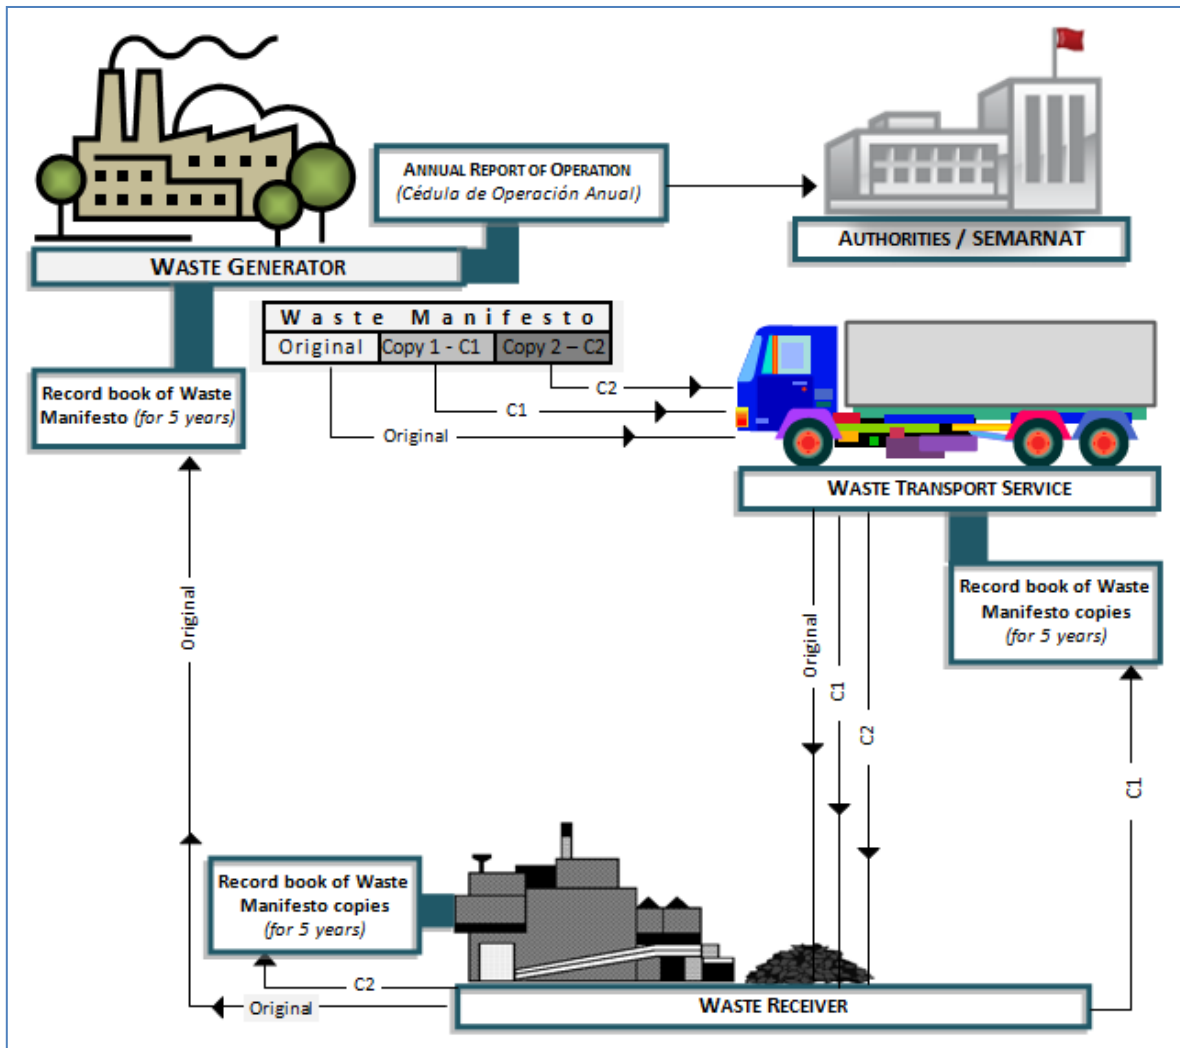 ANNUAL REPORT OF OPERATION
(Cédula de Operación Anual)
AUTHORITIES / SEMARNAT
WASTE GENERATOR
Waste Manifesto
Original Copy 1 - C1 Copy 2 – C2
C2
C1
Original
Record book of Waste
Manifesto (for 5 years)
WASTE TRANSPORT SERVICE
Record book of Waste
Manifesto copies
(for 5 years)
Original
Original
C1
C2
C1
Record book of Waste
Manifesto copies
(for 5 years)
C2
Original
WASTE RECEIVER